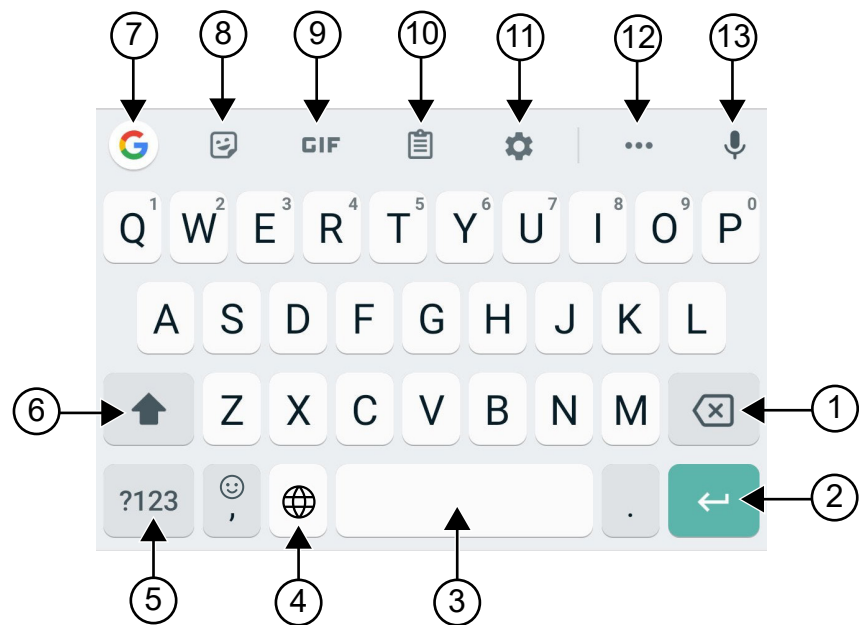 7 8 9 10 11 12 13
G GIF
Q1 W2 E3 R4 T5 Y6 U7 I8 O9 P0
A S D F G H J K L
6 Z X C V B N M 1
?123 , . 2
5 4 3